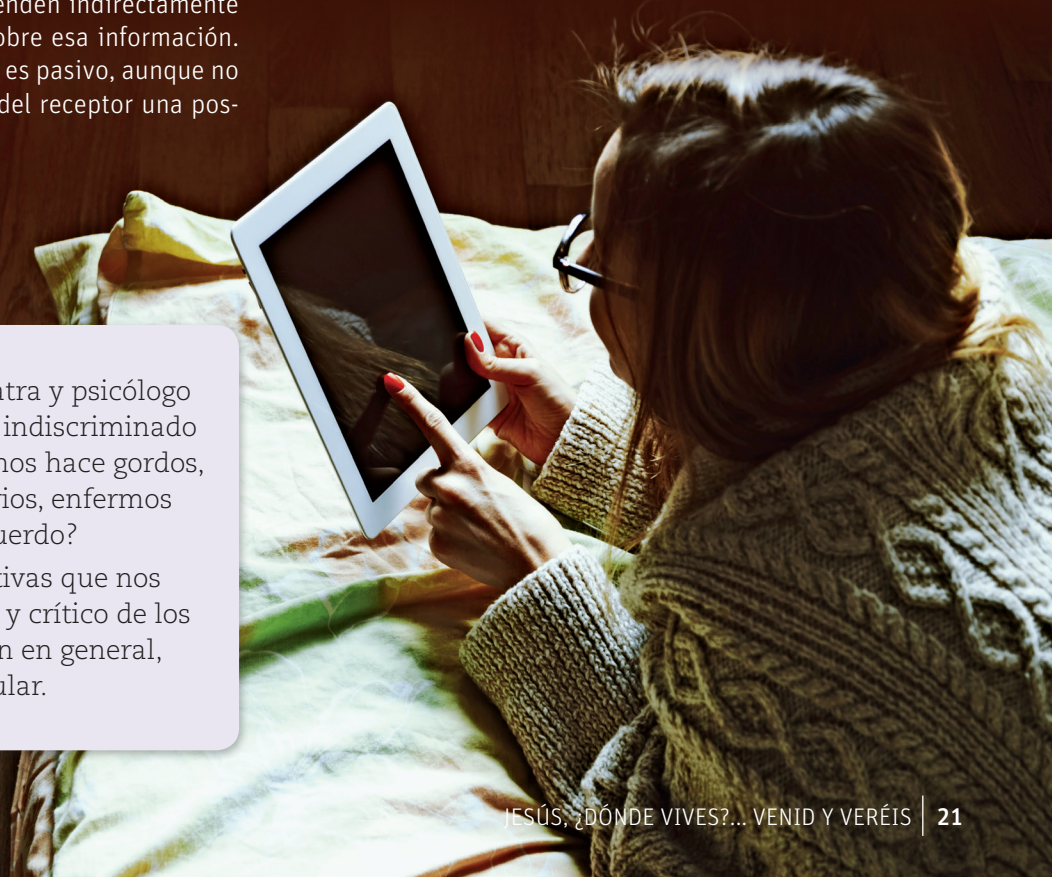 enden indirectamente
obre esa información.
es pasivo, aunque no
del receptor una pos-
atra y psicólogo
indiscriminado
nos hace gordos,
rios, enfermos
uerdo?
tivas que nos
y crítico de los
n en general,
ular.
JESÚS, ¿DÓNDE VIVES?... VENID Y VERÉIS | 21